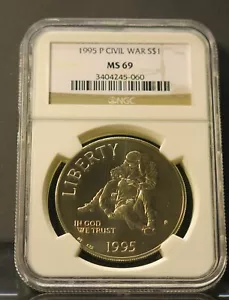 1995 P CIVIL WAR S$1
MS 69
3404245-060
NGC
LIBERTY
IN GOD
WE TRUST
P
1995